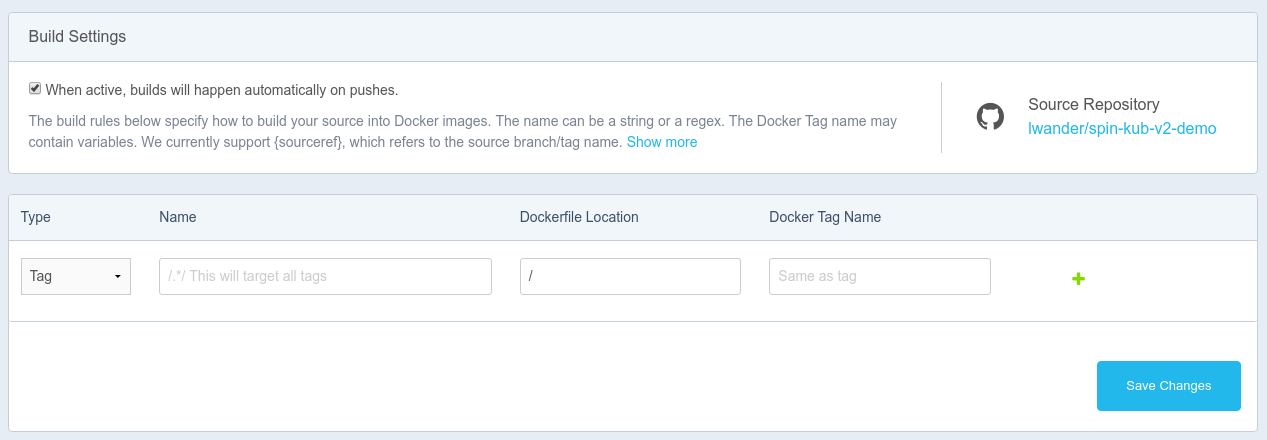 Build Settings
When active, builds will happen automatically on pushes.
The build rules below specify how to build your source into Docker images. The name can be a string or a regex. The Docker Tag name may
contain variables. We currently support {sourceref}, which refers to the source branch/tag name. Show more
Source Repository
lwander/spin-kub-v2-demo
Type Name Dockerfile Location Docker Tag Name
Tag /.*/ This will target all tags / Same as tag
Save Changes